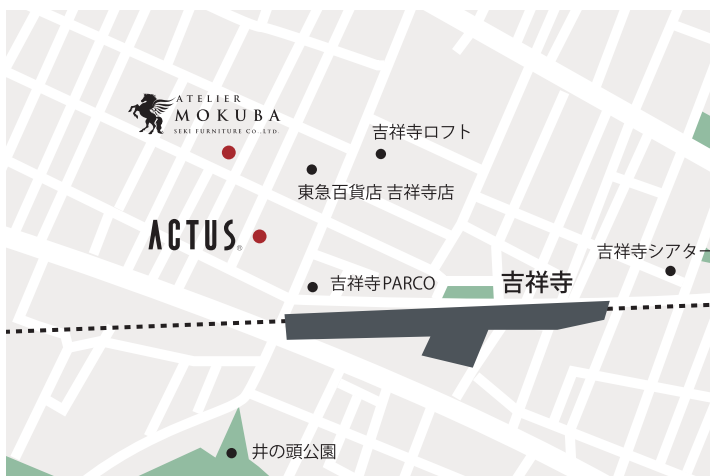 ATELIER
MOKUBA
SEKI FURNITURE CO .,LTD.
吉祥寺ロフト
東急百貨店 吉祥寺店
ACTUS®
吉祥寺シアター
吉祥寺PARCO
吉祥寺
井の頭公園